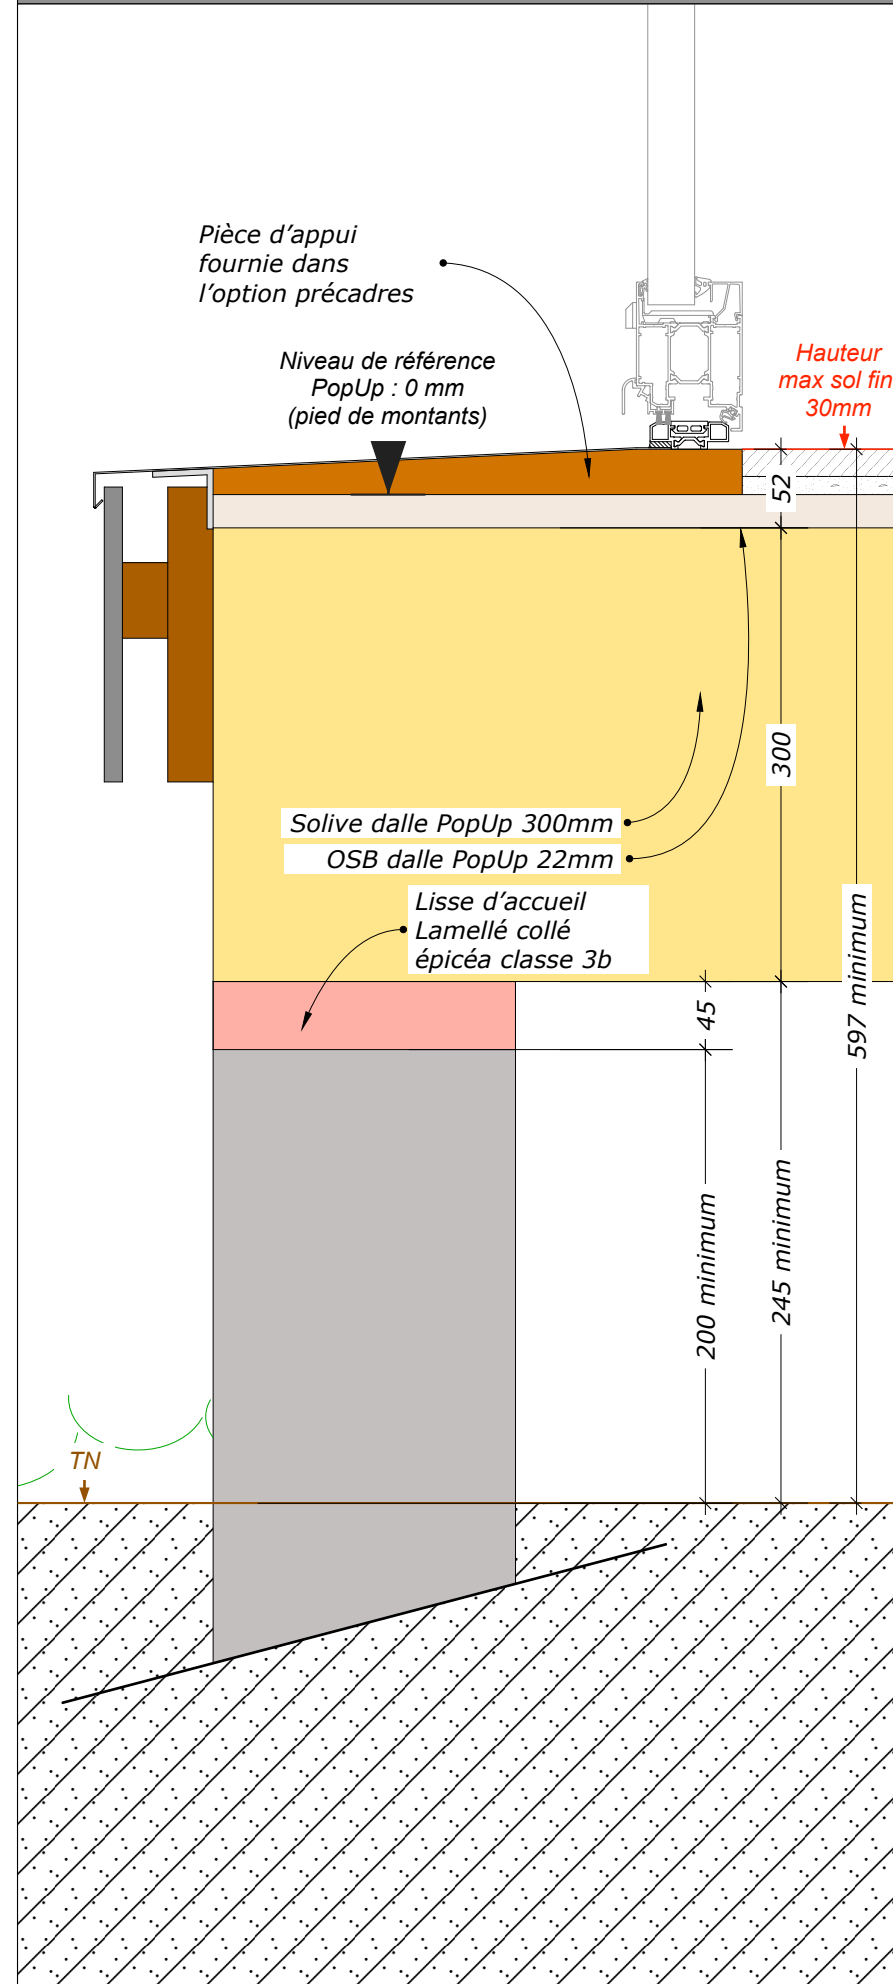 Pièce d’appui
fournie dans
l’option précadres
Niveau de référence
PopUp : 0 mm
(pied de montants)
Hauteur
max sol fin
30mm
52
300
Solive dalle PopUp 300mm
OSB dalle PopUp 22mm
Lisse d’accueil
Lamellé collé
épicéa classe 3b
45
597 minimum
200 minimum
245 minimum
TN